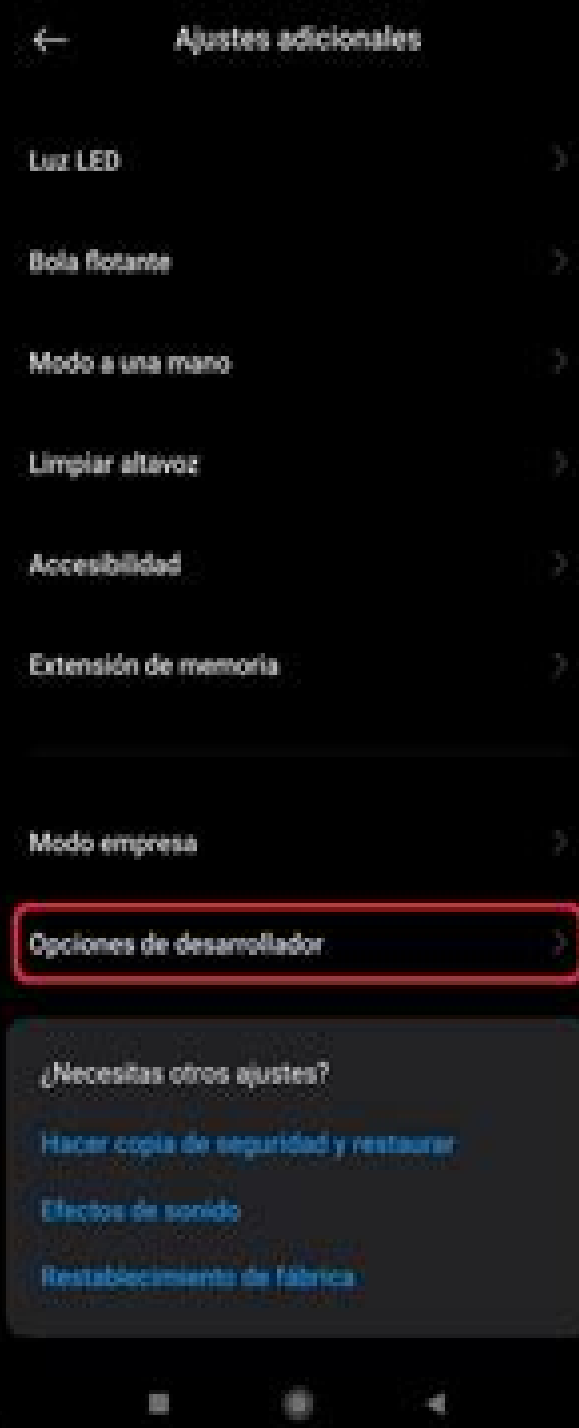 Ajustes adicionales
Luz LED
Bola flotante
Modo a una mano
Limpiar altavoz
Accesibilidad
Extensión de memoria
Modo empresa
Opciones de desarrollador
¿Necesitas otros ajustes?
Hacer copia de seguridad y restaurar
Efectos de sonido
Restablecimiento de fábrica